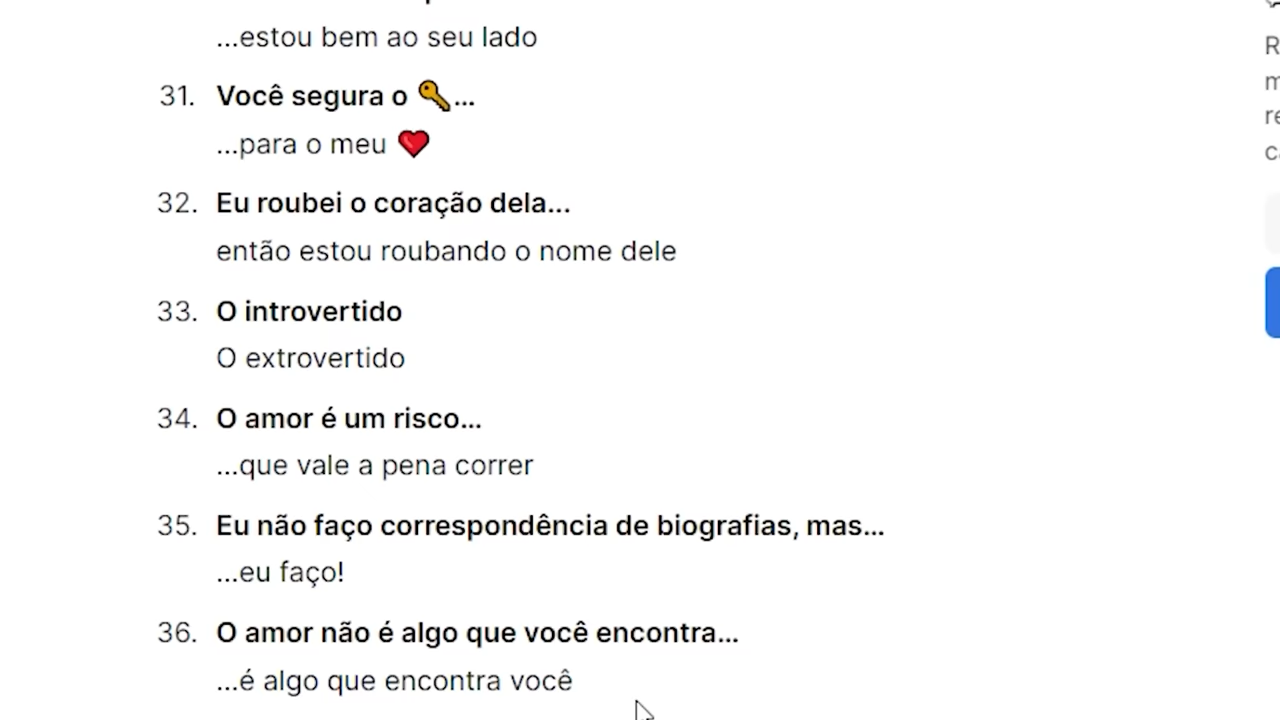 ...estou bem ao seu lado
31. Você segura o 🔑...
...para o meu ❤️
32. Eu roubei o coração dela...
então estou roubando o nome dele
33. O introvertido
O extrovertido
34. O amor é um risco...
...que vale a pena correr
35. Eu não faço correspondência de biografias, mas...
...eu faço!
36. O amor não é algo que você encontra...
...é algo que encontra você